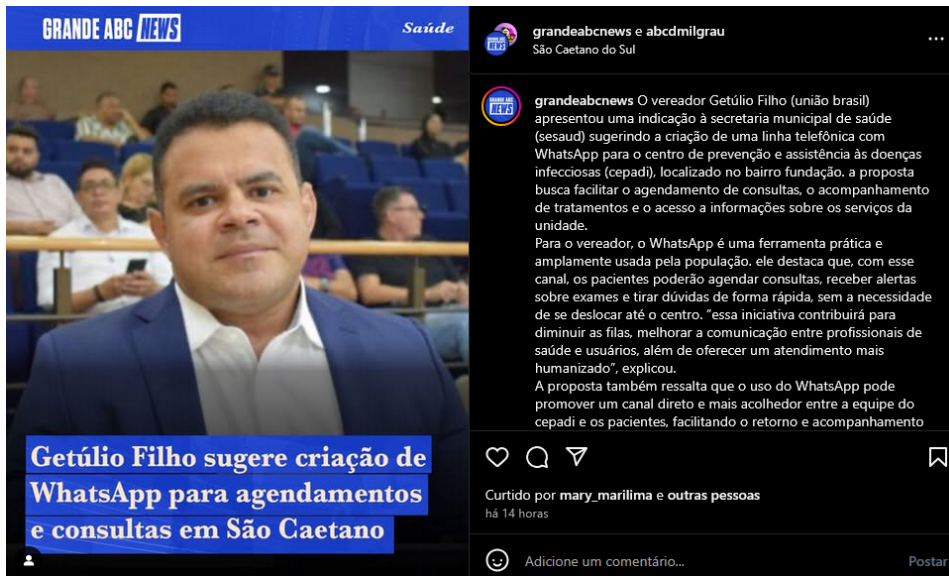 GRANDE ABC NEWS
Saúde
Getúlio Filho sugere criação de
WhatsApp para agendamentos
e consultas em São Caetano
grandeabcnews e abcdmilgrau
São Caetano do Sul
grandeabcnews O vereador Getúlio Filho (união brasil)
apresentou uma indicação à secretaria municipal de saúde
(sesaud) sugerindo a criação de uma linha telefônica com
WhatsApp para o centro de prevenção e assistência às doenças
infecciosas (cepadi), localizado no bairro fundação. a proposta
busca facilitar o agendamento de consultas, o acompanhamento
de tratamentos e o acesso a informações sobre os serviços da
unidade.
Para o vereador, o WhatsApp é uma ferramenta prática e
amplamente usada pela população. ele destaca que, com esse
canal, os pacientes poderão agendar consultas, receber alertas
sobre exames e tirar dúvidas de forma rápida, sem a necessidade
de se deslocar até o centro. "essa iniciativa contribuirá para
diminuir as filas, melhorar a comunicação entre profissionais de
saúde e usuários, além de oferecer um atendimento mais
humanizado", explicou.
A proposta também ressalta que o uso do WhatsApp pode
promover um canal direto e mais acolhedor entre a equipe do
cepadi e os pacientes, facilitando o retorno e acompanhamento
Curtido por mary_marilima e outras pessoas
há 14 horas
Adicione um comentário...
Postar